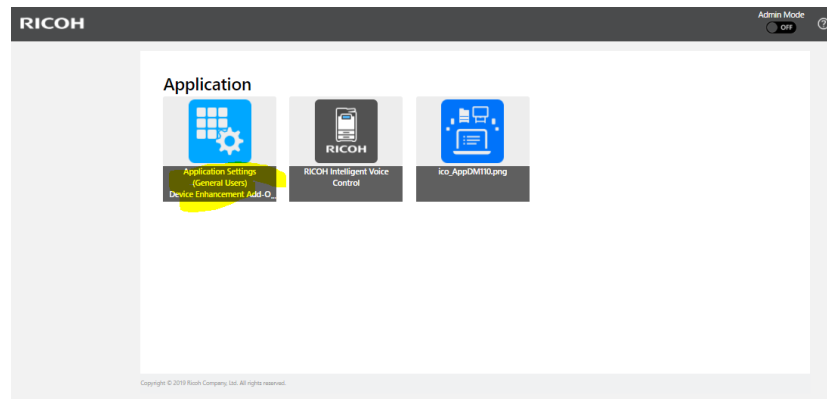 RICOH
Admin Mode
OFF
?
Application
RICOH
Application Settings
(General Users)
Device Enhancement Add-O...
RICOH Intelligent Voice
Control
ico_AppDM110.png
Copyright © 2019 Ricoh Company, Ltd. All rights reserved.